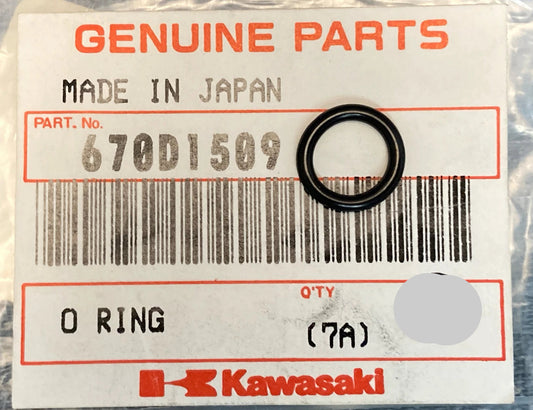 GENUINE PARTS
MADE IN JAPAN
PART. No.
670D1509
Q'TY
O RING (7A)
Kawasaki